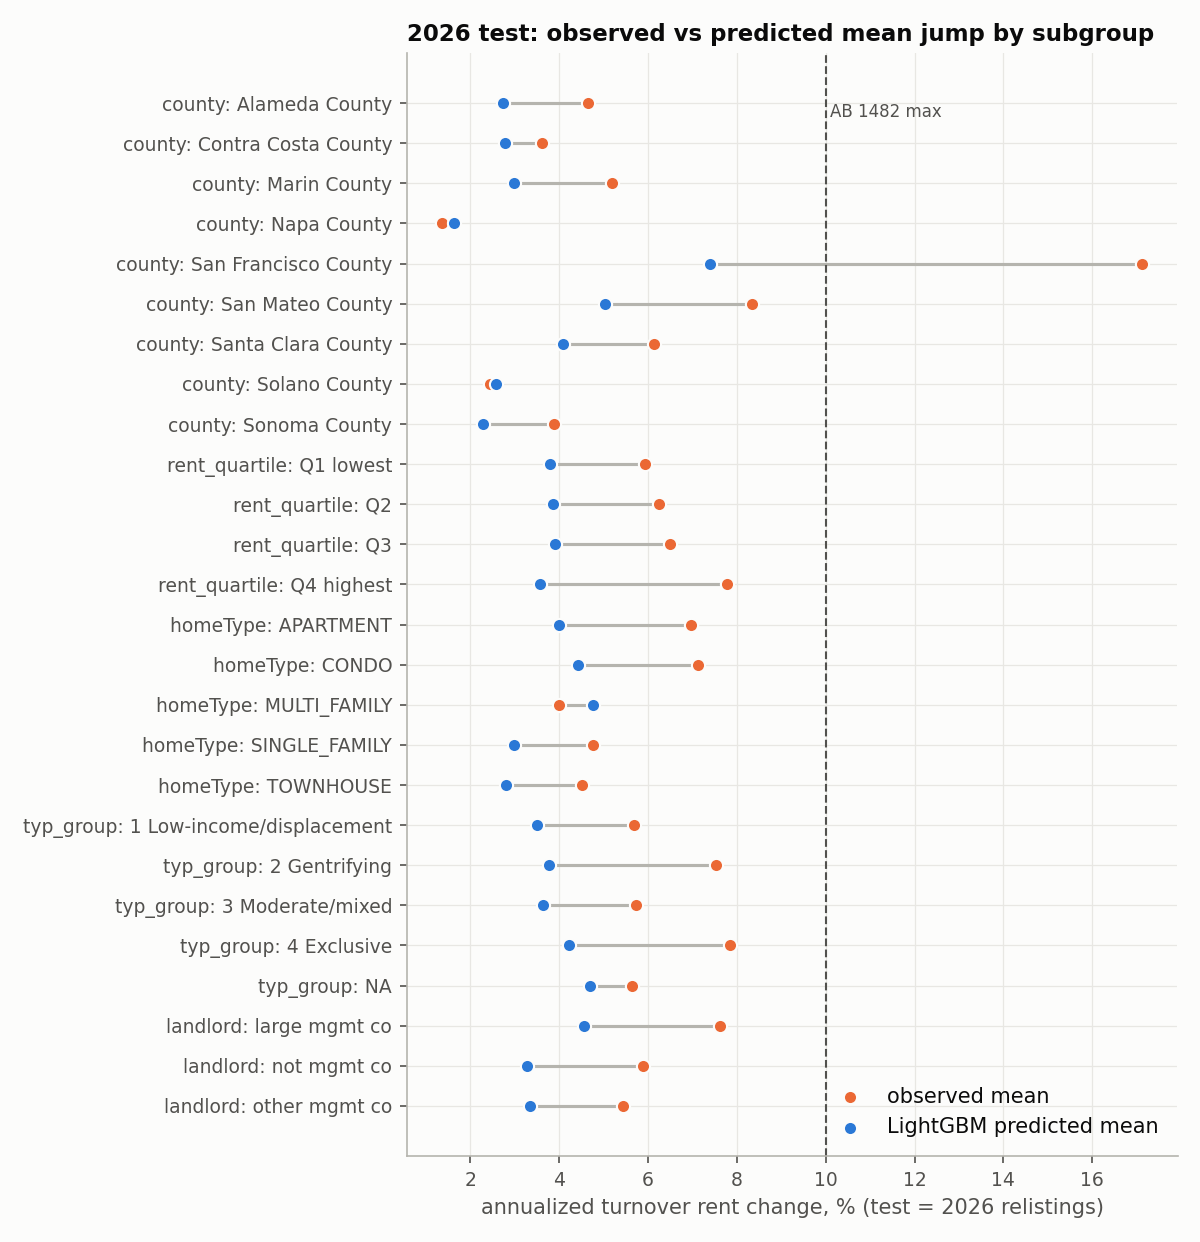 2026 test: observed vs predicted mean jump by subgroup
county: Alameda County
AB 1482 max
county: Contra Costa County
county: Marin County
county: Napa County
county: San Francisco County
county: San Mateo County
county: Santa Clara County
county: Solano County
county: Sonoma County
rent_quartile: Q1 lowest
rent_quartile: Q2
rent_quartile: Q3
rent_quartile: Q4 highest
homeType: APARTMENT
homeType: CONDO
homeType: MULTI_FAMILY
homeType: SINGLE_FAMILY
homeType: TOWNHOUSE
typ_group: 1 Low-income/displacement
typ_group: 2 Gentrifying
typ_group: 3 Moderate/mixed
typ_group: 4 Exclusive
typ_group: NA
landlord: large mgmt co
landlord: not mgmt co
landlord: other mgmt co
observed mean
LightGBM predicted mean
2 4 6 8 10 12 14 16
annualized turnover rent change, % (test = 2026 relistings)